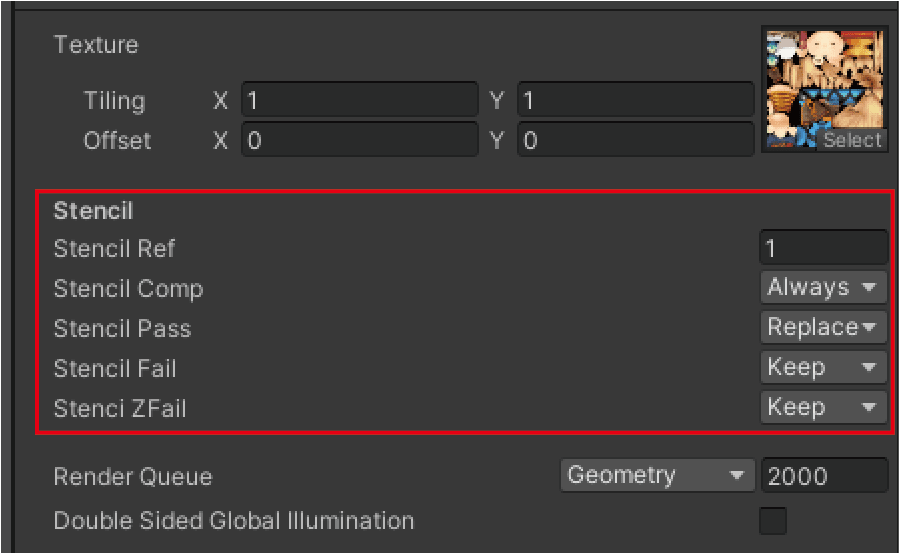 Texture
Tiling X 1 Y 1
Offset X 0 Y 0
Select
Stencil
Stencil Ref 1
Stencil Comp Always
Stencil Pass Replace
Stencil Fail Keep
Stenci ZFail Keep
Render Queue Geometry 2000
Double Sided Global Illumination